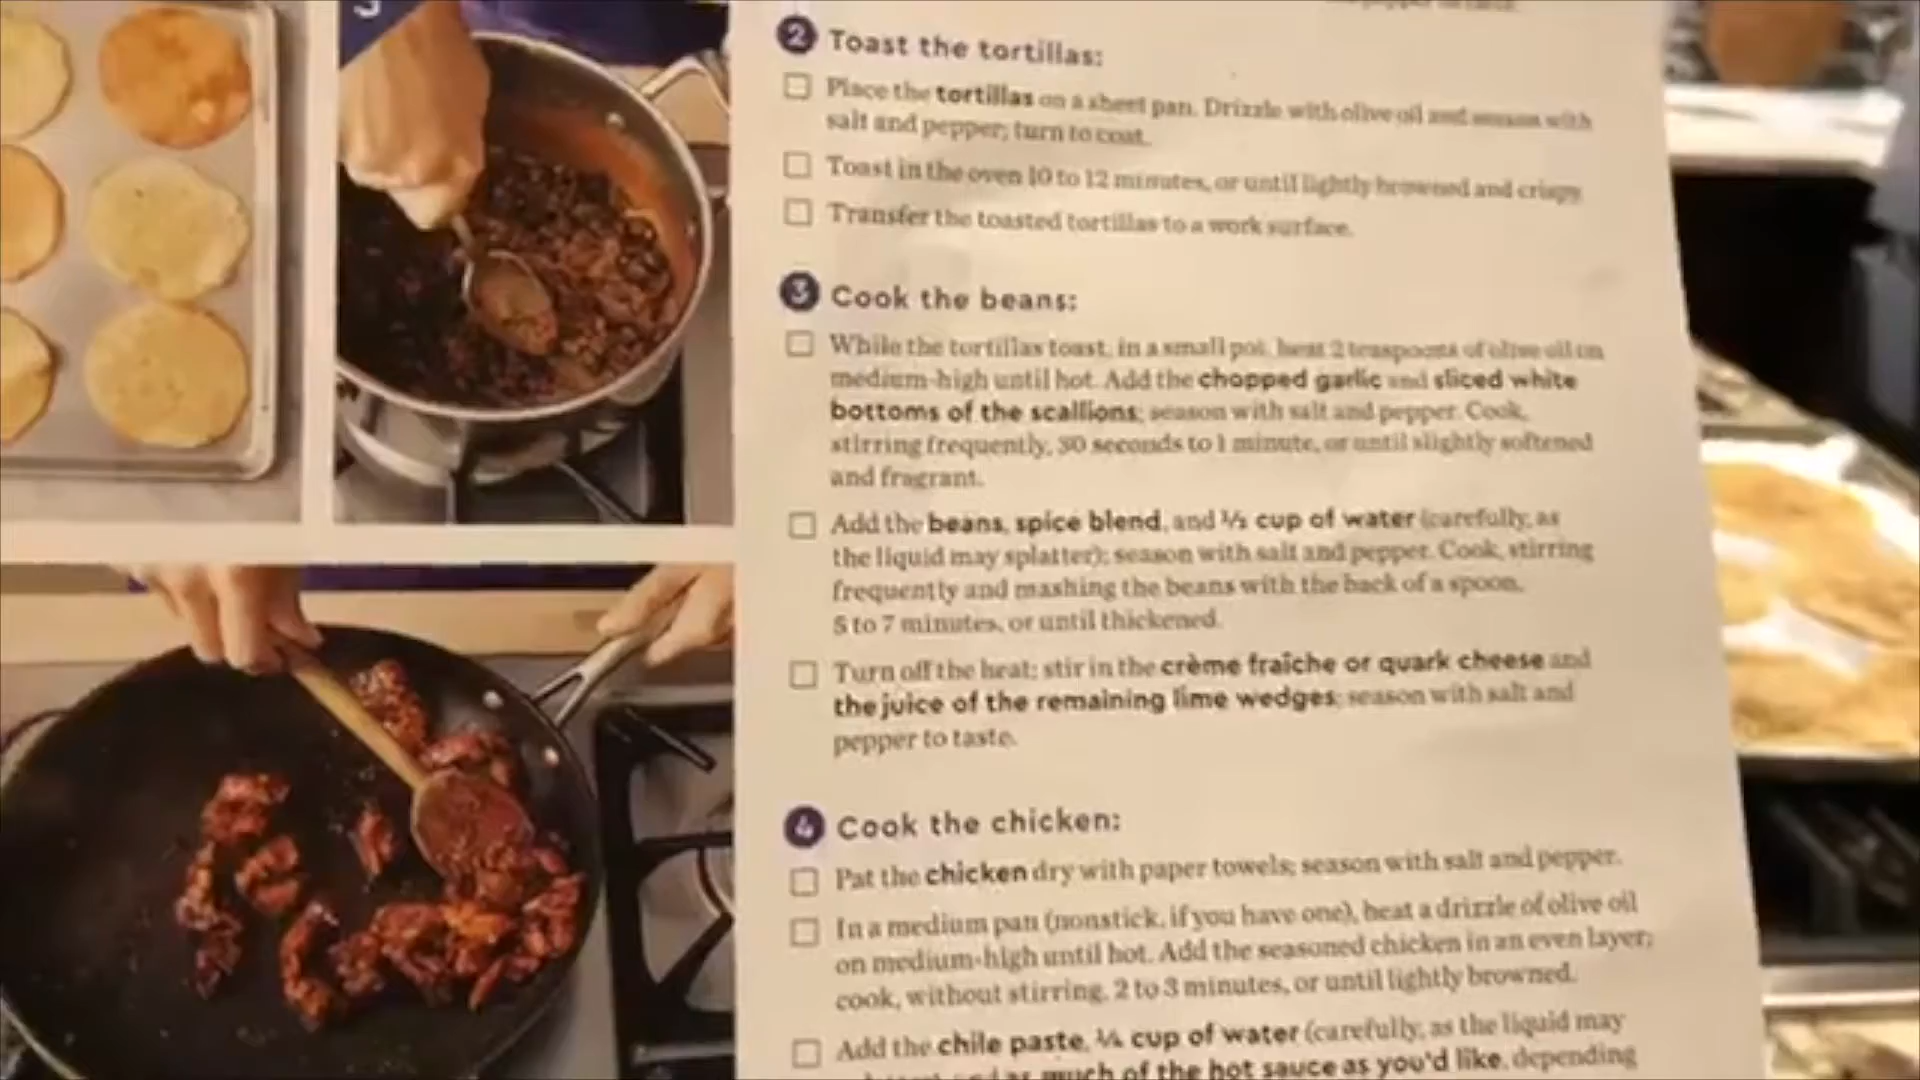 2 Toast the tortillas:
Place the tortillas on a sheet pan. Drizzle with olive oil and season with
salt and pepper; turn to coat.
Toast in the oven 10 to 12 minutes, or until lightly browned and crispy.
Transfer the toasted tortillas to a work surface.
3 Cook the beans:
While the tortillas toast, in a small pot, heat 2 teaspoons of olive oil on
medium-high until hot. Add the chopped garlic and sliced white
bottoms of the scallions; season with salt and pepper. Cook,
stirring frequently, 30 seconds to 1 minute, or until slightly softened
and fragrant.
Add the beans, spice blend, and ⅓ cup of water (carefully, as
the liquid may splatter); season with salt and pepper. Cook, stirring
frequently and mashing the beans with the back of a spoon,
5 to 7 minutes, or until thickened.
Turn off the heat; stir in the crème fraîche or quark cheese and
the juice of the remaining lime wedges; season with salt and
pepper to taste.
4 Cook the chicken:
Pat the chicken dry with paper towels; season with salt and pepper.
In a medium pan (nonstick, if you have one), heat a drizzle of olive oil
on medium-high until hot. Add the seasoned chicken in an even layer;
cook, without stirring, 2 to 3 minutes, or until lightly browned.
Add the chile paste, ¼ cup of water (carefully, as the liquid may
as much of the hot sauce as you'd like, depending